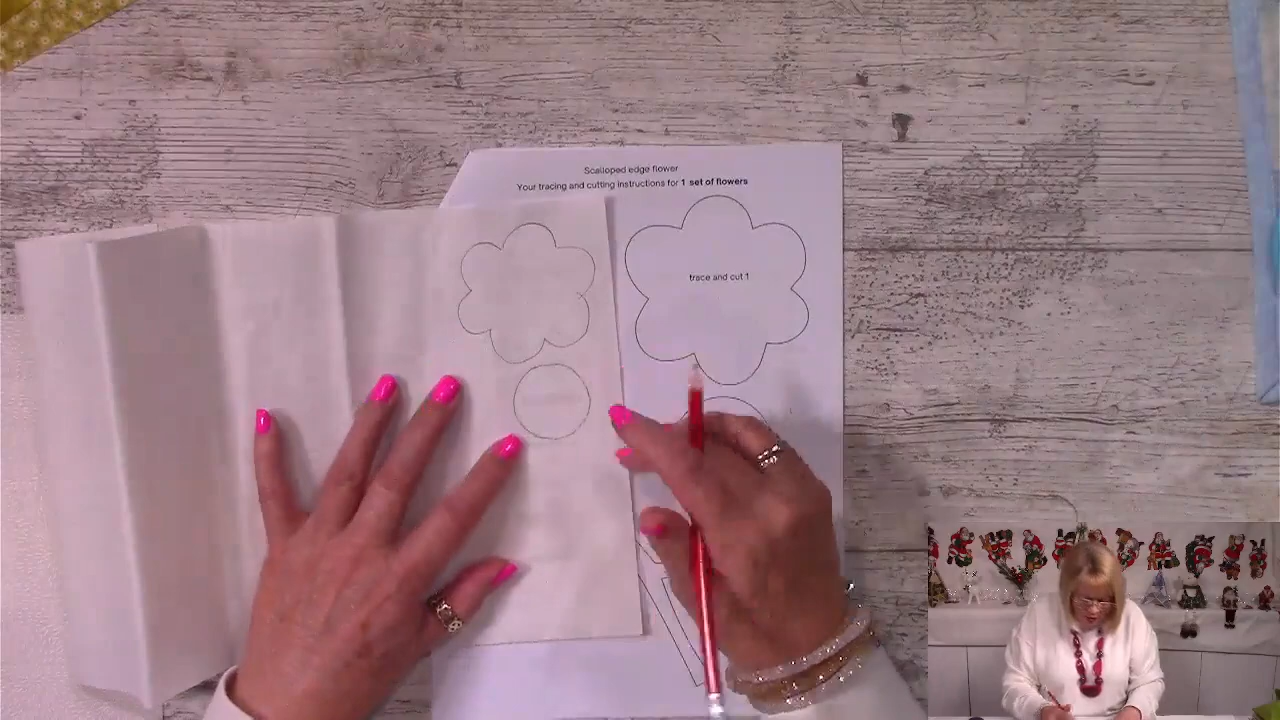 Scalloped edge flower
Your tracing and cutting instructions for 1 set of flowers
trace and cut 1